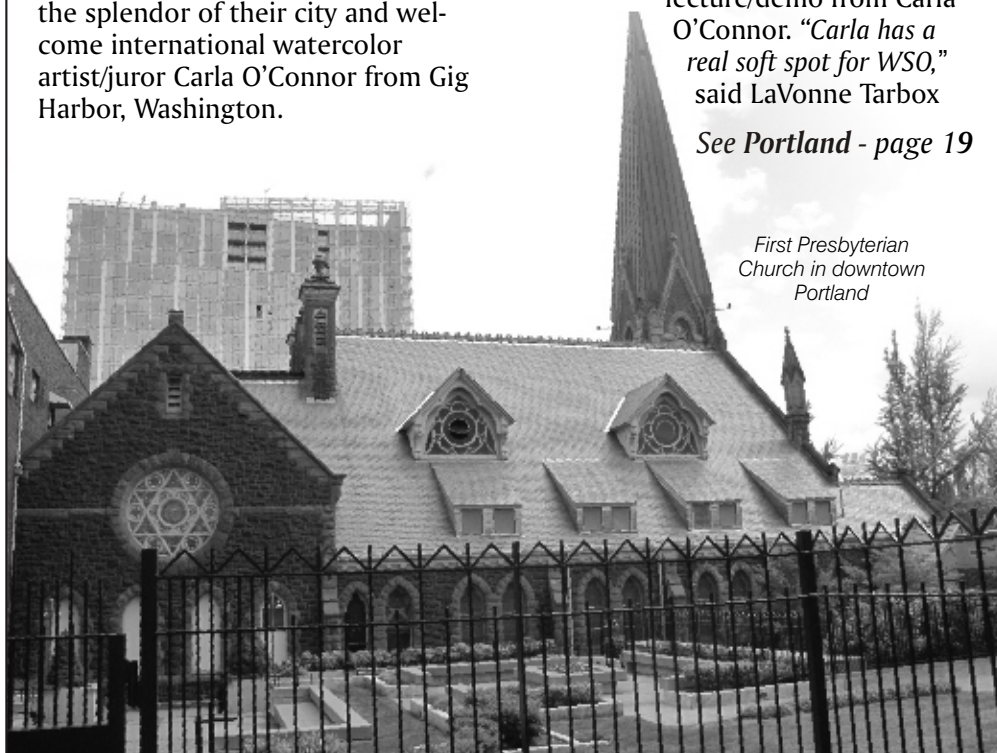 the splendor of their city and wel-
come international watercolor
artist/juror Carla O’Connor from Gig
Harbor, Washington.
lecture/demo from Carla
O’Connor. “Carla has a
real soft spot for WSO,”
said LaVonne Tarbox
See Portland - page 19
First Presbyterian
Church in downtown
Portland